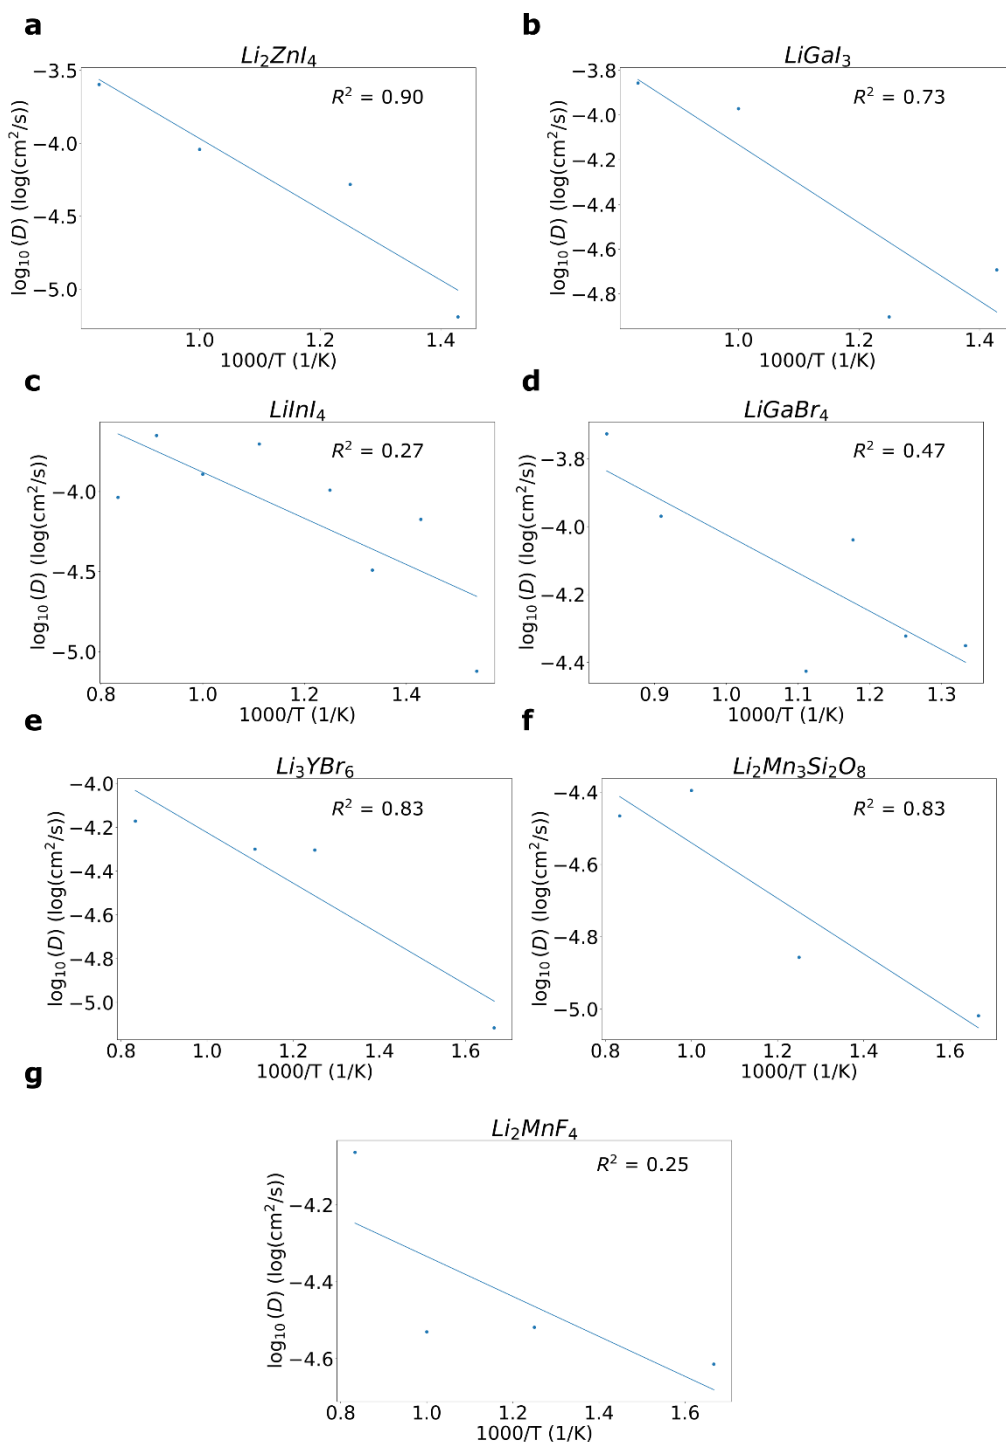 a
Li₂ZnI₄
R² = 0.90
log₁₀(D) (log(cm²/s))
−3.5
−4.0
−4.5
−5.0
1.0 1.2 1.4
1000/T (1/K)
b
LiGaI₃
R² = 0.73
log₁₀(D) (log(cm²/s))
−3.8
−4.0
−4.2
−4.4
−4.6
−4.8
1.0 1.2 1.4
1000/T (1/K)
c
LiInI₄
R² = 0.27
log₁₀(D) (log(cm²/s))
−4.0
−4.5
−5.0
0.8 1.0 1.2 1.4
1000/T (1/K)
d
LiGaBr₄
R² = 0.47
log₁₀(D) (log(cm²/s))
−3.8
−4.0
−4.2
−4.4
0.9 1.0 1.1 1.2 1.3
1000/T (1/K)
e
Li₃YBr₆
R² = 0.83
log₁₀(D) (log(cm²/s))
−4.0
−4.2
−4.4
−4.6
−4.8
−5.0
0.8 1.0 1.2 1.4 1.6
1000/T (1/K)
f
Li₂Mn₃Si₂O₈
R² = 0.83
log₁₀(D) (log(cm²/s))
−4.4
−4.6
−4.8
−5.0
0.8 1.0 1.2 1.4 1.6
1000/T (1/K)
g
Li₂MnF₄
R² = 0.25
log₁₀(D) (log(cm²/s))
−4.2
−4.4
−4.6
0.8 1.0 1.2 1.4 1.6
1000/T (1/K)